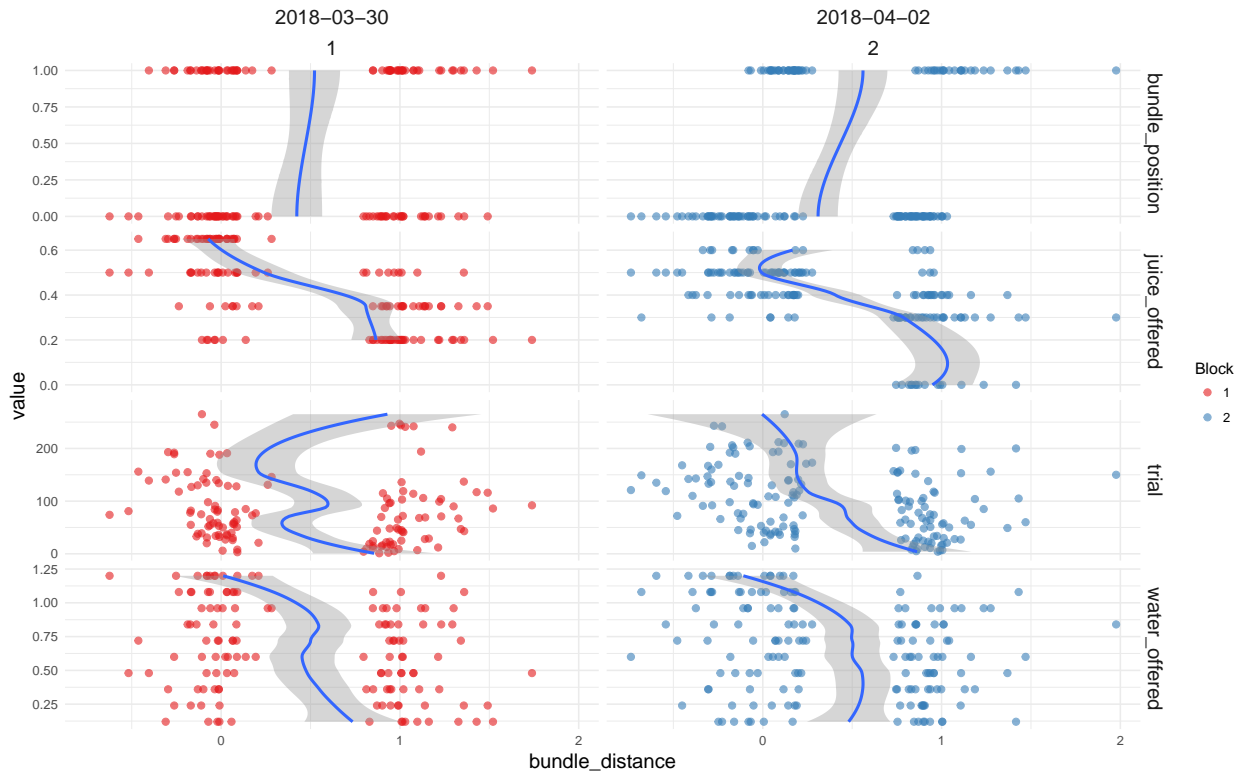 2018−03−30 2018−04−02
1 2
1.00
0.75
0.50
0.25
0.00
bundle_position
0.6
0.4
0.2
0.0
juice_offered
200
100
0
trial
1.25
1.00
0.75
0.50
0.25
water_offered
value
0 1 2 0 1 2
bundle_distance
Block
1
2